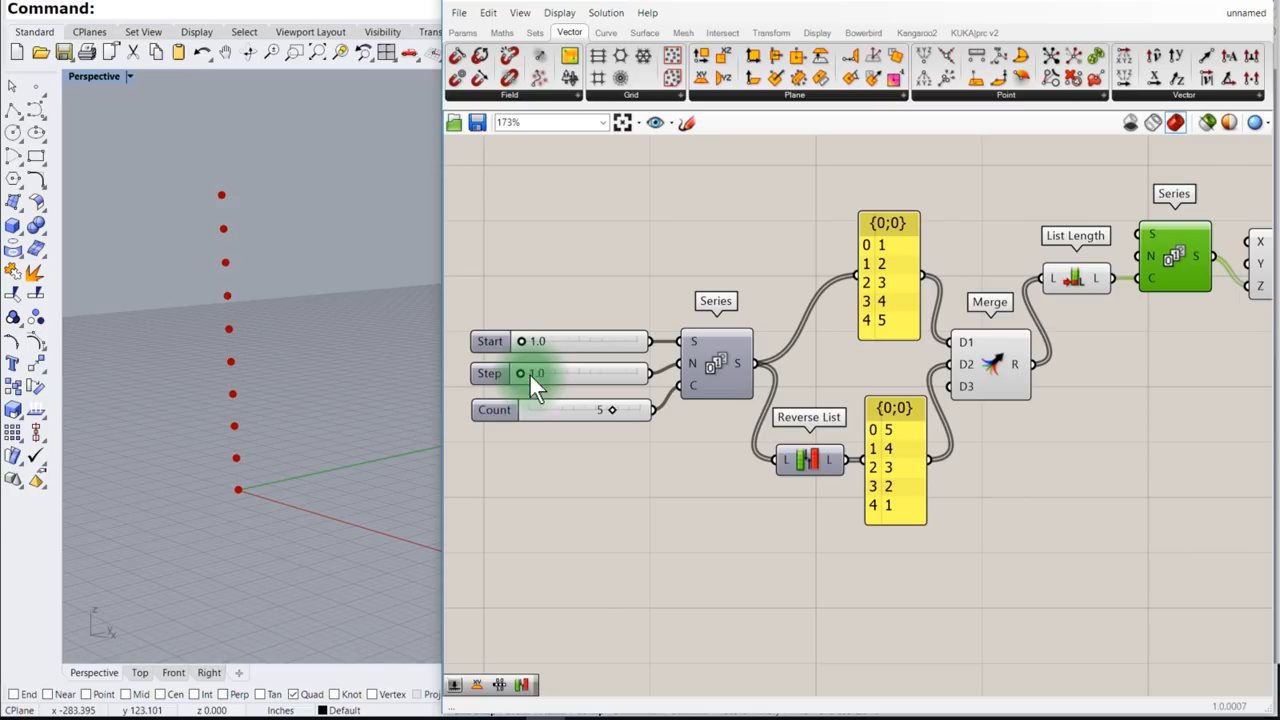 Command:
Standard CPlanes Set View Display Select Viewport Layout Visibility Trans
Perspective
z
x y
Perspective Top Front Right
End Near Point Mid Cen Int Perp Tan Quad Knot Vertex Proj
CPlane x -283.395 y 123.101 z 0.000 Inches Default
File Edit View Display Solution Help unnamed
Params Maths Sets Vector Curve Surface Mesh Intersect Transform Display Bowerbird Kangaroo2 KUKA|prc v2
Field Grid Plane Point Vector
173%
Start 1.0
Step 1.0
Count 5
Series
S
N S
C
{0;0}
0 1
1 2
2 3
3 4
4 5
Reverse List
L L
{0;0}
0 5
1 4
2 3
3 2
4 1
Merge
D1
D2 R
D3
List Length
L L
Series
S
N S
C
X
Y
Z
...
1.0.0007